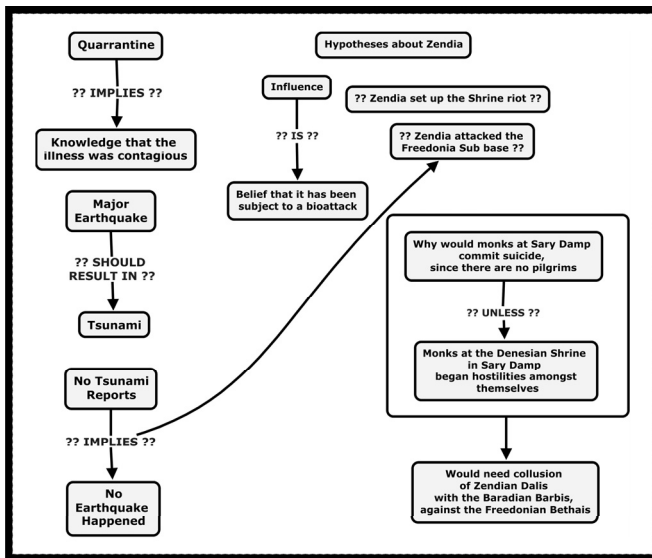 Quarrantine
?? IMPLIES ??
Knowledge that the
illness was contagious
Major
Earthquake
?? SHOULD
RESULT IN ??
Tsunami
No Tsunami
Reports
?? IMPLIES ??
No
Earthquake
Happened
Hypotheses about Zendia
Influence
?? IS ??
Belief that it has been
subject to a bioattack
?? Zendia set up the Shrine riot ??
?? Zendia attacked the
Freedonia Sub base ??
Why would monks at Sary Damp
commit suicide,
since there are no pilgrims
?? UNLESS ??
Monks at the Denesian Shrine
in Sary Damp
began hostilities amongst
themselves
Would need collusion
of Zendian Dalis
with the Baradian Barbis,
against the Freedonian Bethais